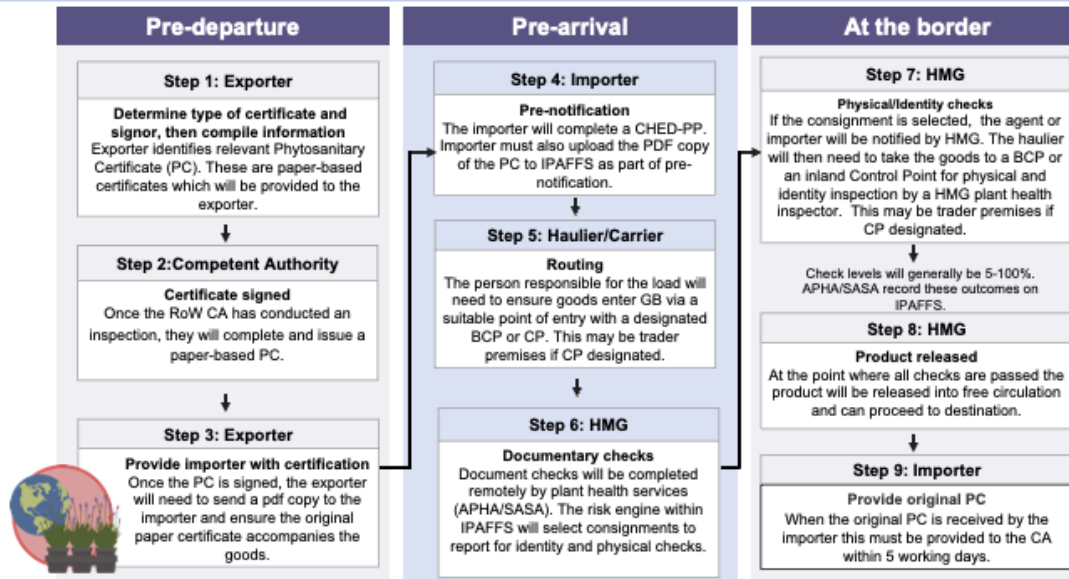 Pre-departure
Step 1: Exporter
Determine type of certificate and
signor, then compile information
Exporter identifies relevant Phytosanitary
Certificate (PC). These are paper-based
certificates which will be provided to the
exporter.
Step 2:Competent Authority
Certificate signed
Once the RoW CA has conducted an
inspection, they will complete and issue a
paper-based PC.
Step 3: Exporter
Provide importer with certification
Once the PC is signed, the exporter
will need to send a pdf copy to the
importer and ensure the original
paper certificate accompanies the
goods.
Pre-arrival
Step 4: Importer
Pre-notification
The importer will complete a CHED-PP.
Importer must also upload the PDF copy
of the PC to IPAFFS as part of pre-
notification.
Step 5: Haulier/Carrier
Routing
The person responsible for the load will
need to ensure goods enter GB via a
suitable point of entry with a designated
BCP or CP. This may be trader
premises if CP designated.
Step 6: HMG
Documentary checks
Document checks will be completed
remotely by plant health services
(APHA/SASA). The risk engine within
IPAFFS will select consignments to
report for identity and physical checks.
At the border
Step 7: HMG
Physical/Identity checks
If the consignment is selected, the agent or
importer will be notified by HMG. The haulier
will then need to take the goods to a BCP or
an inland Control Point for physical and
identity inspection by a HMG plant health
inspector. This may be trader premises if
CP designated.
Check levels will generally be 5-100%.
APHA/SASA record these outcomes on
IPAFFS.
Step 8: HMG
Product released
At the point where all checks are passed the
product will be released into free circulation
and can proceed to destination.
Step 9: Importer
Provide original PC
When the original PC is received by the
importer this must be provided to the CA
within 5 working days.